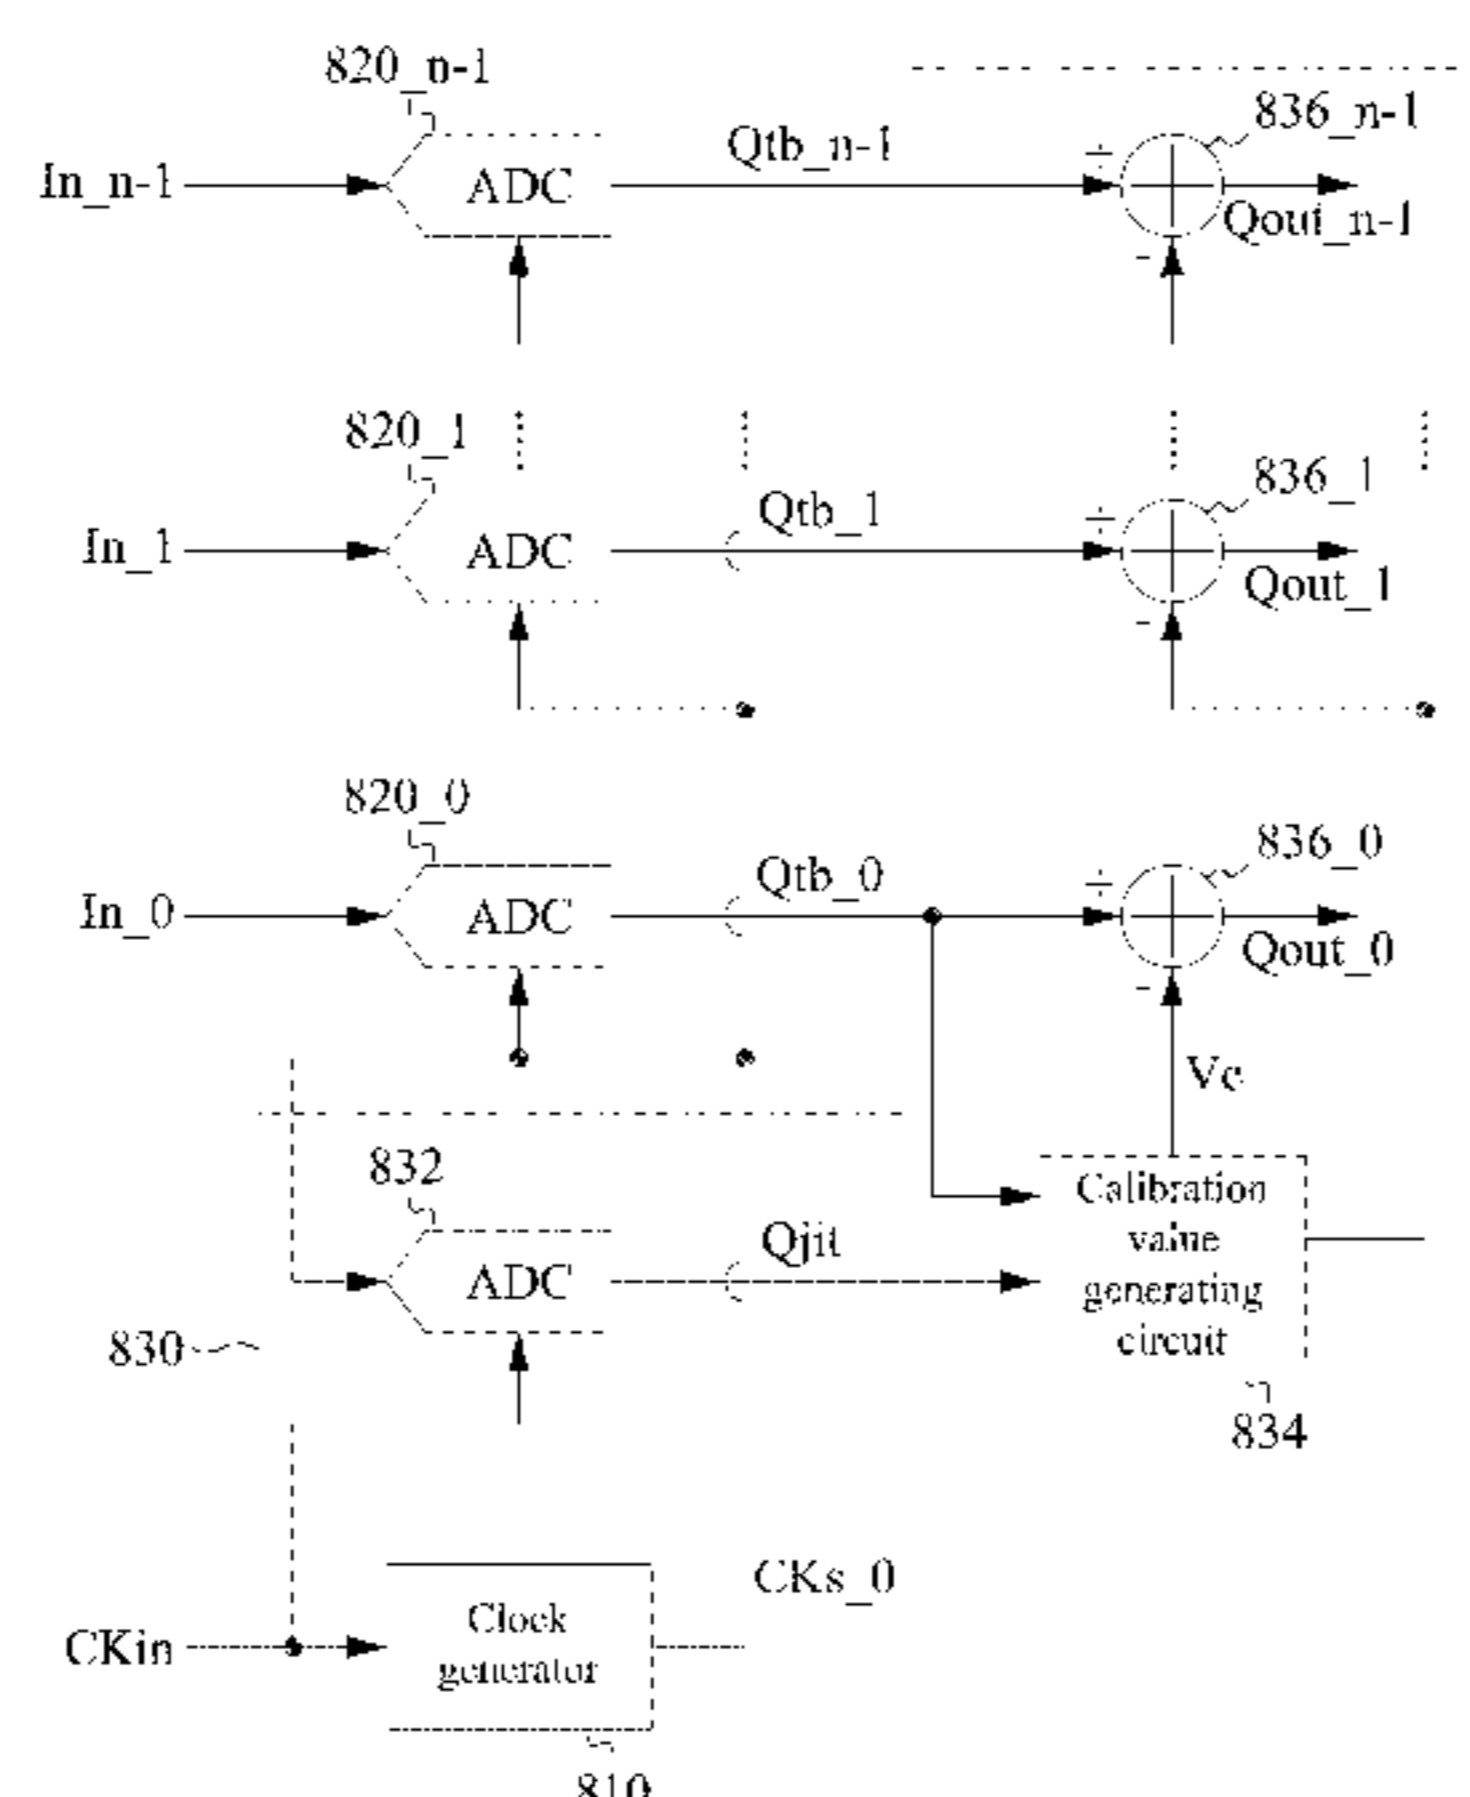 820_n-1
836_n-1
In_n-1
ADC
Qtb_n-1
+
Qout_n-1
-
820_1
836_1
In_1
ADC
Qtb_1
+
Qout_1
-
820_0
836_0
In_0
ADC
Qtb_0
+
Qout_0
-
Vc
832
ADC
Qjit
Calibration
value
generating
circuit
830
834
CKs_0
CKin
Clock
generator
810